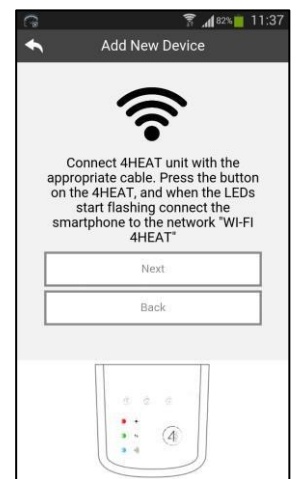 82% 11:37
Add New Device
Connect 4HEAT unit with the
appropriate cable. Press the button
on the 4HEAT, and when the LEDs
start flashing connect the
smartphone to the network "WI-FI
4HEAT"
Next
Back
4